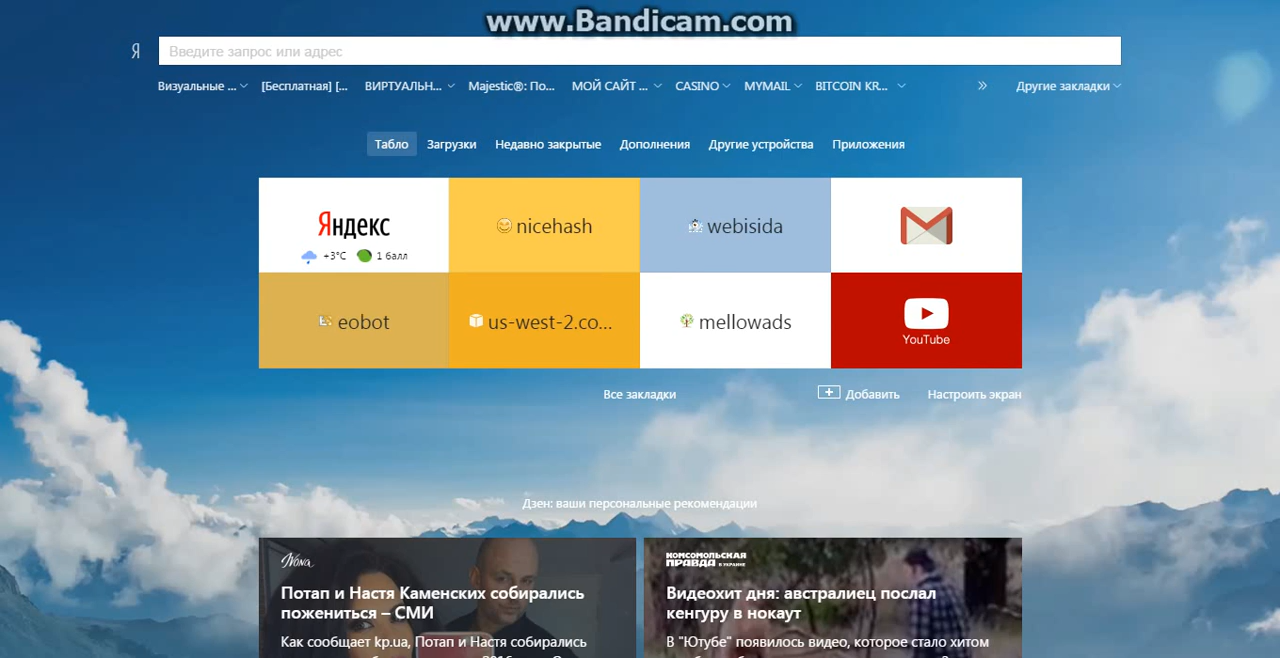 www.Bandicam.com
Я
Введите запрос или адрес
Визуальные ... [Бесплатная] [... ВИРТУАЛЬН... Majestic®: По... МОЙ САЙТ ... CASINO MYMAIL BITCOIN KR... » Другие закладки
Табло Загрузки Недавно закрытые Дополнения Другие устройства Приложения
Яндекс
+3°C 1 балл
nicehash
webisida
eobot
us-west-2.co...
mellowads
YouTube
Все закладки
Добавить Настроить экран
Дзен: ваши персональные рекомендации
Nona
Потап и Настя Каменских собирались
пожениться – СМИ
Как сообщает kp.ua, Потап и Настя собирались
КОМСОМОЛЬСКАЯ
ПРАВДА В УКРАИНЕ
Видеохит дня: австралиец послал
кенгуру в нокаут
В "Ютубе" появилось видео, которое стало хитом